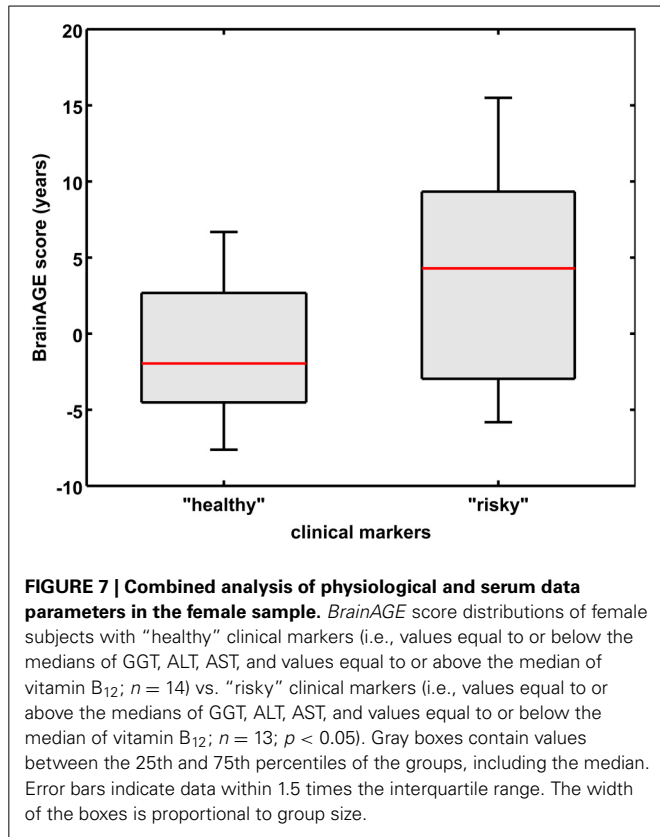 20
15
10
5
0
-5
-10
BrainAGE score (years)
"healthy"
"risky"
clinical markers
FIGURE 7 | Combined analysis of physiological and serum data
parameters in the female sample. BrainAGE score distributions of female
subjects with “healthy” clinical markers (i.e., values equal to or below the
medians of GGT, ALT, AST, and values equal to or above the median of
vitamin B12; n = 14) vs. “risky” clinical markers (i.e., values equal to or
above the medians of GGT, ALT, AST, and values equal to or below the
median of vitamin B12; n = 13; p < 0.05). Gray boxes contain values
between the 25th and 75th percentiles of the groups, including the median.
Error bars indicate data within 1.5 times the interquartile range. The width
of the boxes is proportional to group size.